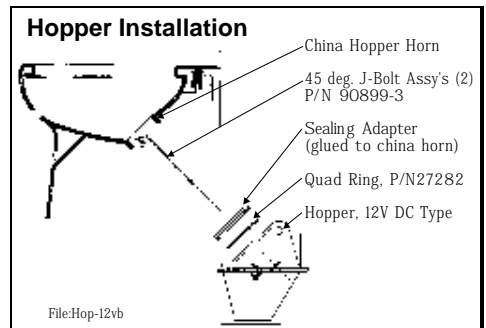 Hopper Installation
China Hopper Horn
45 deg. J-Bolt Assy's (2)
P/N 90899-3
Sealing Adapter
(glued to china horn)
Quad Ring, P/N27282
Hopper, 12V DC Type
File:Hop-12vb